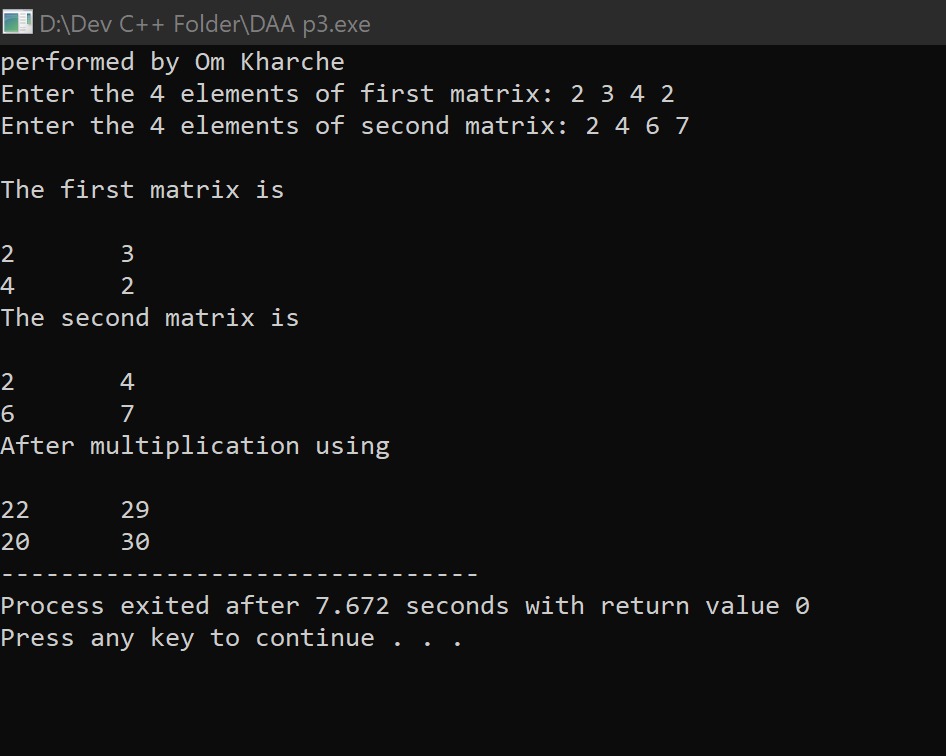 D:\Dev C++ Folder\DAA p3.exe
performed by Om Kharche
Enter the 4 elements of first matrix: 2 3 4 2
Enter the 4 elements of second matrix: 2 4 6 7
The first matrix is
2 3
4 2
The second matrix is
2 4
6 7
After multiplication using
22 29
20 30
--------------------------------
Process exited after 7.672 seconds with return value 0
Press any key to continue . . .